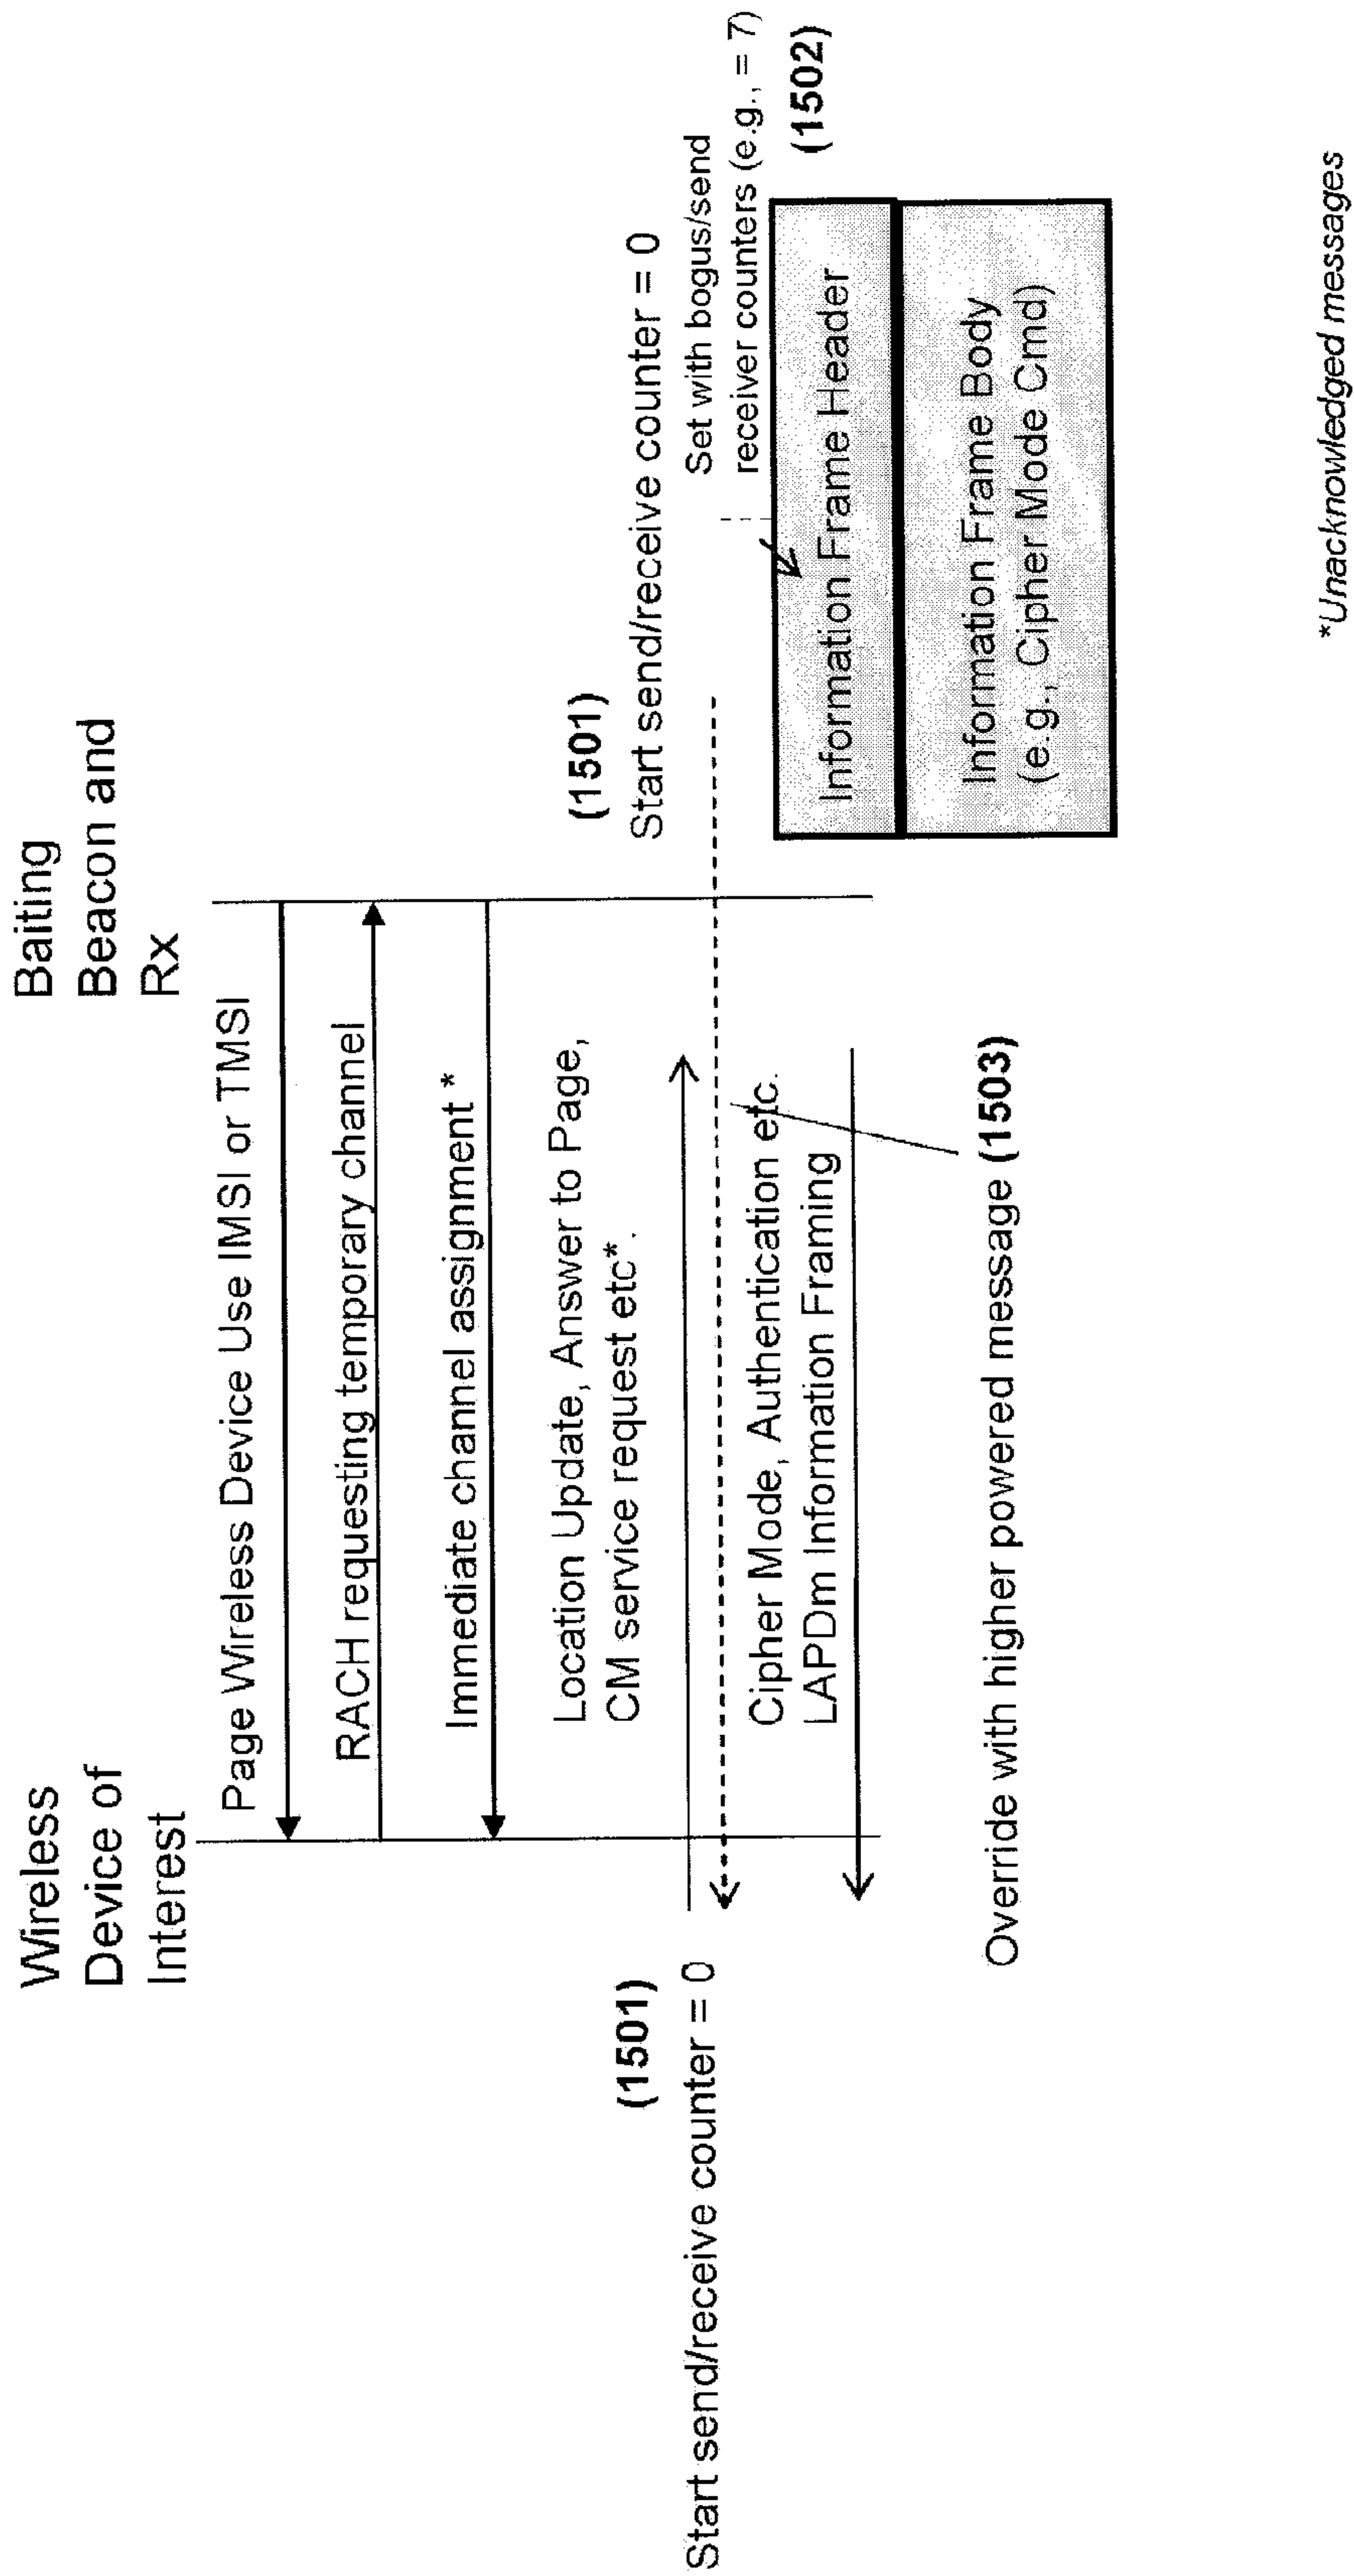 Wireless
Device of
Interest
Baiting
Beacon and
Rx
Page Wireless Device Use IMSI or TMSI
RACH requesting temporary channel
Immediate channel assignment *
Location Update, Answer to Page,
CM service request etc*.
(1501)
Start send/receive counter = 0
(1501)
Start send/receive counter = 0
Cipher Mode, Authentication etc.
LAPDm Information Framing
Set with bogus/send
receiver counters (e.g., = 7)
(1502)
Information Frame Header
Information Frame Body
(e.g., Cipher Mode Cmd)
Override with higher powered message (1503)
*Unacknowledged messages